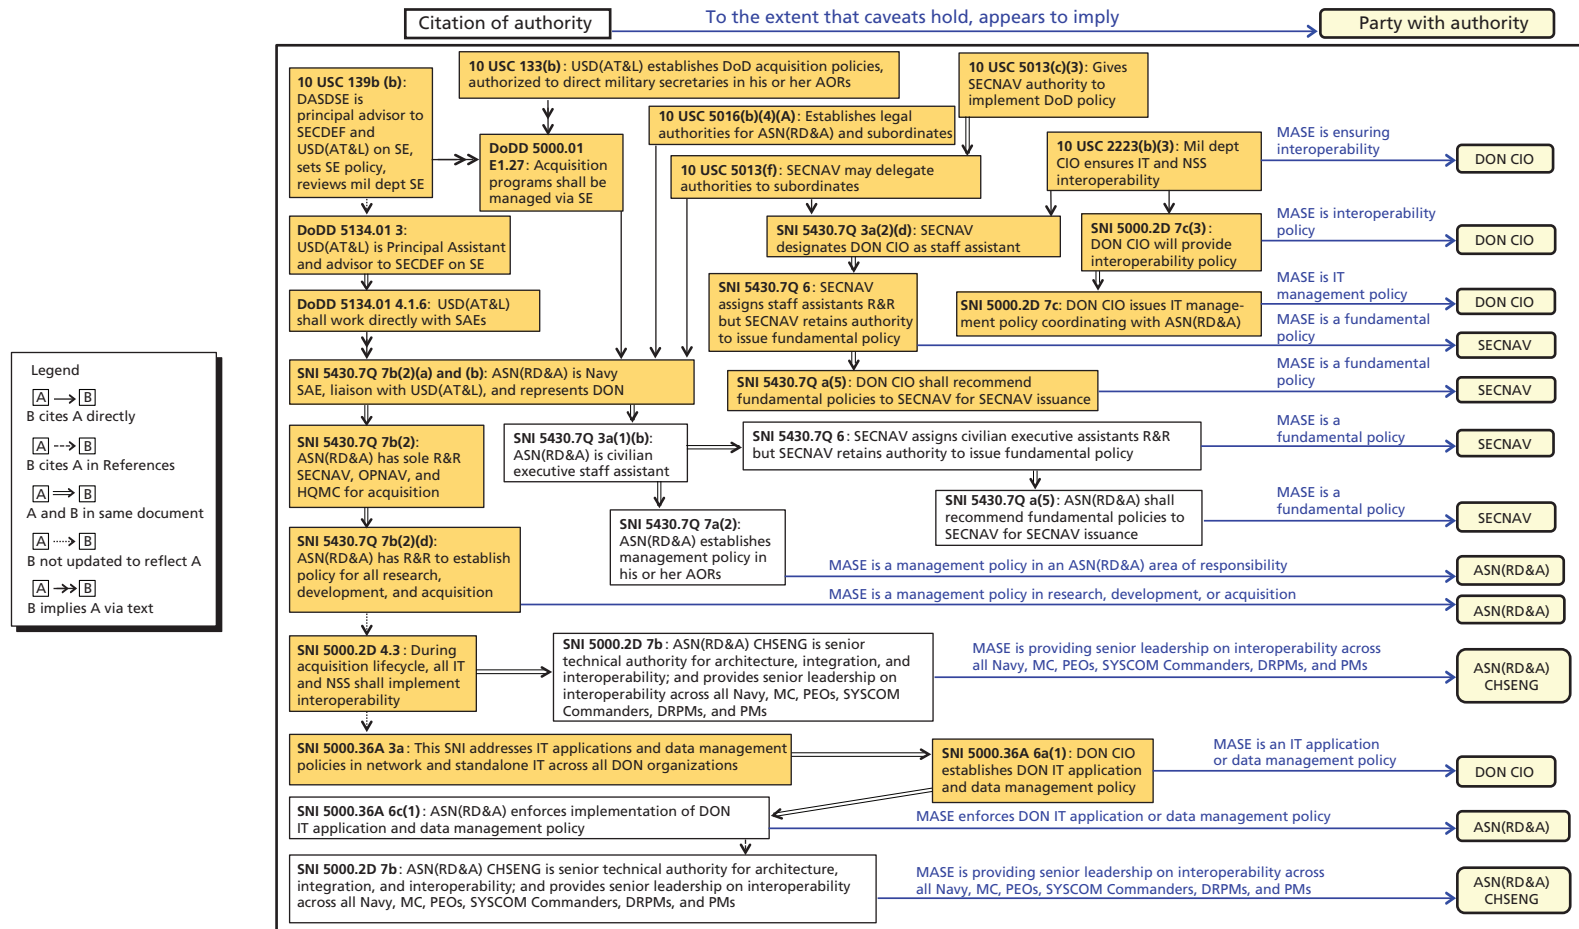 Citation of authority
To the extent that caveats hold, appears to imply
Party with authority
10 USC 139b (b):
DASDSE is
principal advisor to
SECDEF and
USD(AT&L) on SE,
sets SE policy,
reviews mil dept SE
10 USC 133(b): USD(AT&L) establishes DoD acquisition policies,
authorized to direct military secretaries in his or her AORs
10 USC 5013(c)(3): Gives
SECNAV authority to
implement DoD policy
10 USC 5016(b)(4)(A): Establishes legal
authorities for ASN(RD&A) and subordinates
DoDD 5000.01
E1.27: Acquisition
programs shall be
managed via SE
10 USC 5013(f): SECNAV may delegate
authorities to subordinates
10 USC 2223(b)(3): Mil dept
CIO ensures IT and NSS
interoperability
MASE is ensuring
interoperability
DON CIO
DoDD 5134.01 3:
USD(AT&L) is Principal Assistant
and advisor to SECDEF on SE
SNI 5430.7Q 3a(2)(d): SECNAV
designates DON CIO as staff assistant
SNI 5000.2D 7c(3):
DON CIO will provide
interoperability policy
MASE is interoperability
policy
DON CIO
DoDD 5134.01 4.1.6: USD(AT&L)
shall work directly with SAEs
SNI 5430.7Q 6: SECNAV
assigns staff assistants R&R
but SECNAV retains authority
to issue fundamental policy
SNI 5000.2D 7c: DON CIO issues IT manage-
ment policy coordinating with ASN(RD&A)
MASE is IT
management policy
DON CIO
MASE is a fundamental
policy
SECNAV
SNI 5430.7Q 7b(2)(a) and (b): ASN(RD&A) is Navy
SAE, liaison with USD(AT&L), and represents DON
SNI 5430.7Q a(5): DON CIO shall recommend
fundamental policies to SECNAV for SECNAV issuance
MASE is a fundamental
policy
SECNAV
Legend
A B
B cites A directly
A B
B cites A in References
A B
A and B in same document
A B
B not updated to reflect A
A B
B implies A via text
SNI 5430.7Q 7b(2):
ASN(RD&A) has sole R&R
SECNAV, OPNAV, and
HQMC for acquisition
SNI 5430.7Q 3a(1)(b):
ASN(RD&A) is civilian
executive staff assistant
SNI 5430.7Q 6: SECNAV assigns civilian executive assistants R&R
but SECNAV retains authority to issue fundamental policy
MASE is a
fundamental policy
SECNAV
SNI 5430.7Q a(5): ASN(RD&A) shall
recommend fundamental policies to
SECNAV for SECNAV issuance
MASE is a
fundamental policy
SECNAV
SNI 5430.7Q 7a(2):
ASN(RD&A) establishes
management policy in
his or her AORs
MASE is a management policy in an ASN(RD&A) area of responsibility
ASN(RD&A)
SNI 5430.7Q 7b(2)(d):
ASN(RD&A) has R&R to establish
policy for all research,
development, and acquisition
MASE is a management policy in research, development, or acquisition
ASN(RD&A)
SNI 5000.2D 4.3: During
acquisition lifecycle, all IT
and NSS shall implement
interoperability
SNI 5000.2D 7b: ASN(RD&A) CHSENG is senior
technical authority for architecture, integration, and
interoperability; and provides senior leadership on
interoperability across all Navy, MC, PEOs, SYSCOM
Commanders, DRPMs, and PMs
MASE is providing senior leadership on interoperability across
all Navy, MC, PEOs, SYSCOM Commanders, DRPMs, and PMs
ASN(RD&A)
CHSENG
SNI 5000.36A 3a: This SNI addresses IT applications and data management
policies in network and standalone IT across all DON organizations
SNI 5000.36A 6a(1): DON CIO
establishes DON IT application
and data management policy
MASE is an IT application
or data management policy
DON CIO
SNI 5000.36A 6c(1): ASN(RD&A) enforces implementation of DON
IT application and data management policy
MASE enforces DON IT application or data management policy
ASN(RD&A)
SNI 5000.2D 7b: ASN(RD&A) CHSENG is senior technical authority for architecture,
integration, and interoperability; and provides senior leadership on interoperability
across all Navy, MC, PEOs, SYSCOM Commanders, DRPMs, and PMs
MASE is providing senior leadership on interoperability across
all Navy, MC, PEOs, SYSCOM Commanders, DRPMs, and PMs
ASN(RD&A)
CHSENG